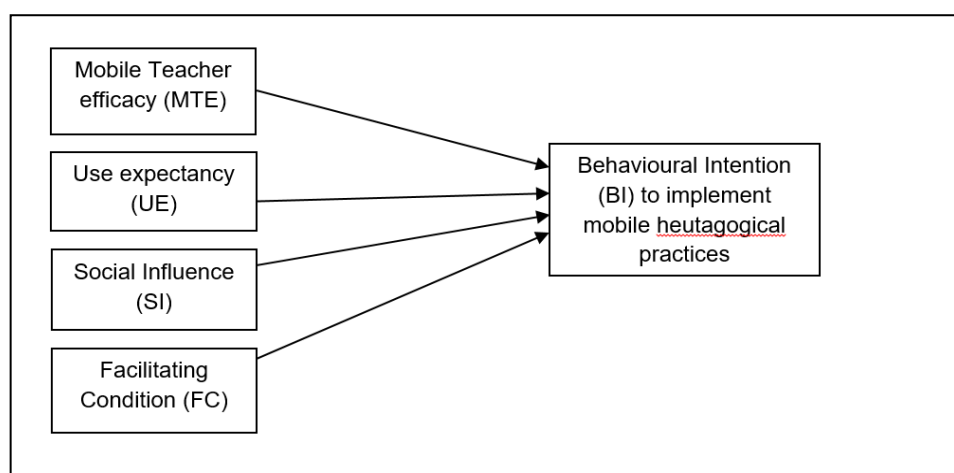 Mobile Teacher
efficacy (MTE)
Use expectancy
(UE)
Social Influence
(SI)
Facilitating
Condition (FC)
Behavioural Intention
(BI) to implement
mobile heutagogical
practices